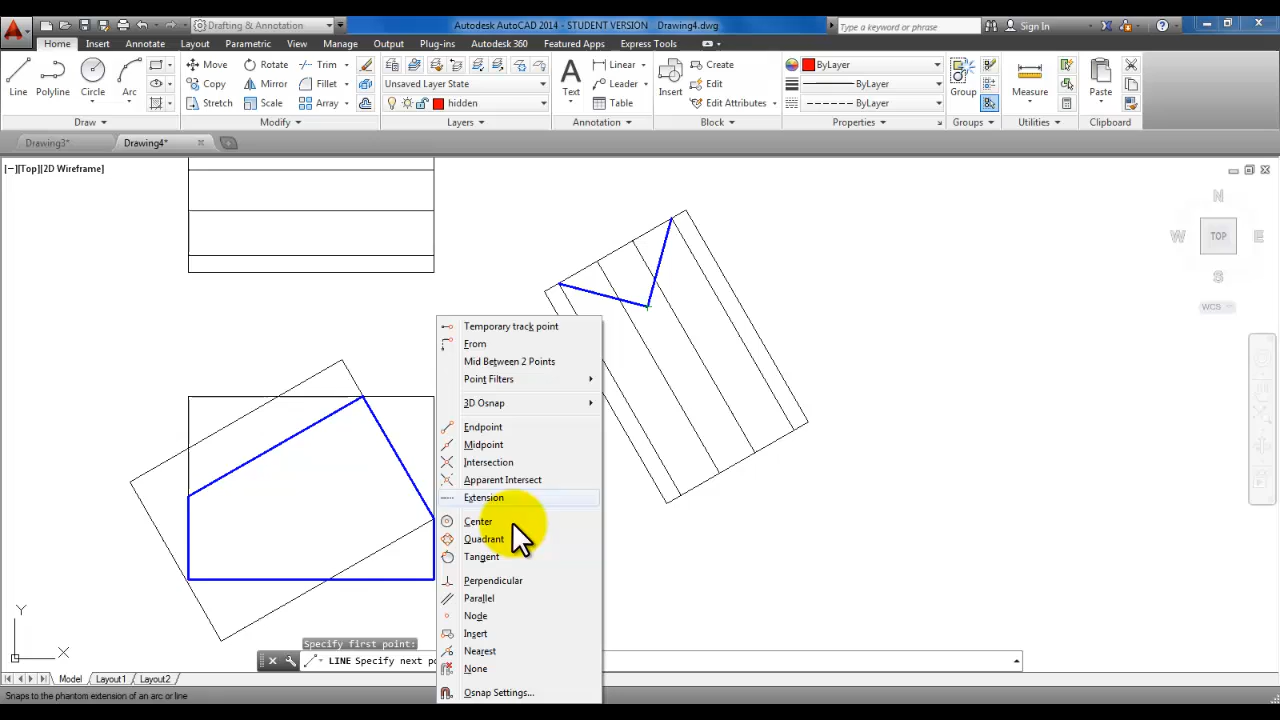 Drafting & Annotation
Autodesk AutoCAD 2014 - STUDENT VERSION Drawing4.dwg
Type a keyword or phrase
Sign In
Home Insert Annotate Layout Parametric View Manage Output Plug-ins Autodesk 360 Featured Apps Express Tools
Move Rotate Trim
Copy Mirror Fillet
Stretch Scale Array
Line Polyline Circle Arc
Unsaved Layer State
hidden
Text
Linear
Leader
Table
Insert
Create
Edit
Edit Attributes
ByLayer
ByLayer
ByLayer
Group
Measure
Paste
Draw Modify Layers Annotation Block Properties Groups Utilities Clipboard
Drawing3* Drawing4*
[−][Top][2D Wireframe]
N
W TOP E
S
WCS
Temporary track point
From
Mid Between 2 Points
Point Filters
3D Osnap
Endpoint
Midpoint
Intersection
Apparent Intersect
Extension
Center
Quadrant
Tangent
Perpendicular
Parallel
Node
Insert
Nearest
None
Osnap Settings...
Y
X
Specify first point:
LINE Specify next po
Model Layout1 Layout2
Snaps to the phantom extension of an arc or line